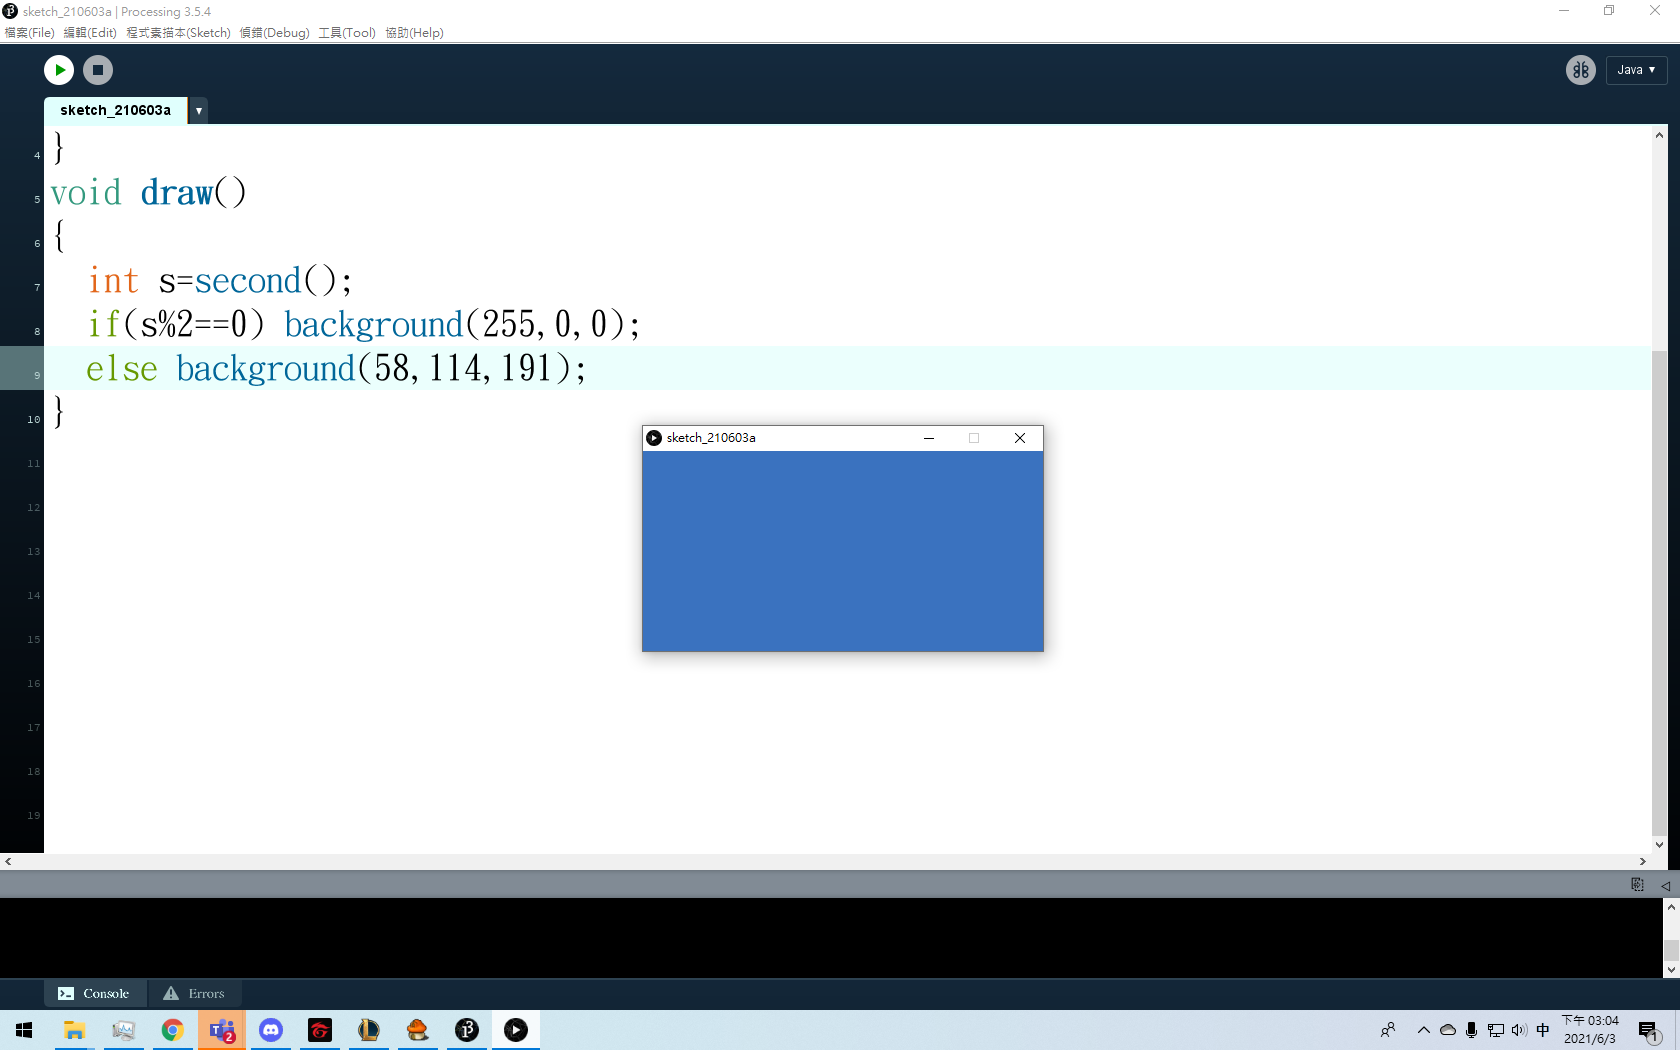 sketch_210603a | Processing 3.5.4
檔案(File) 編輯(Edit) 程式素描本(Sketch) 偵錯(Debug) 工具(Tool) 協助(Help)
Java ▼
sketch_210603a ▼
4 }
5 void draw()
6 {
7 int s=second();
8 if(s%2==0) background(255,0,0);
9 else background(58,114,191);
10 }
11
12
13
14
15
16
17
18
19
sketch_210603a
Console
Errors
2
中
下午 03:04
2021/6/3
1